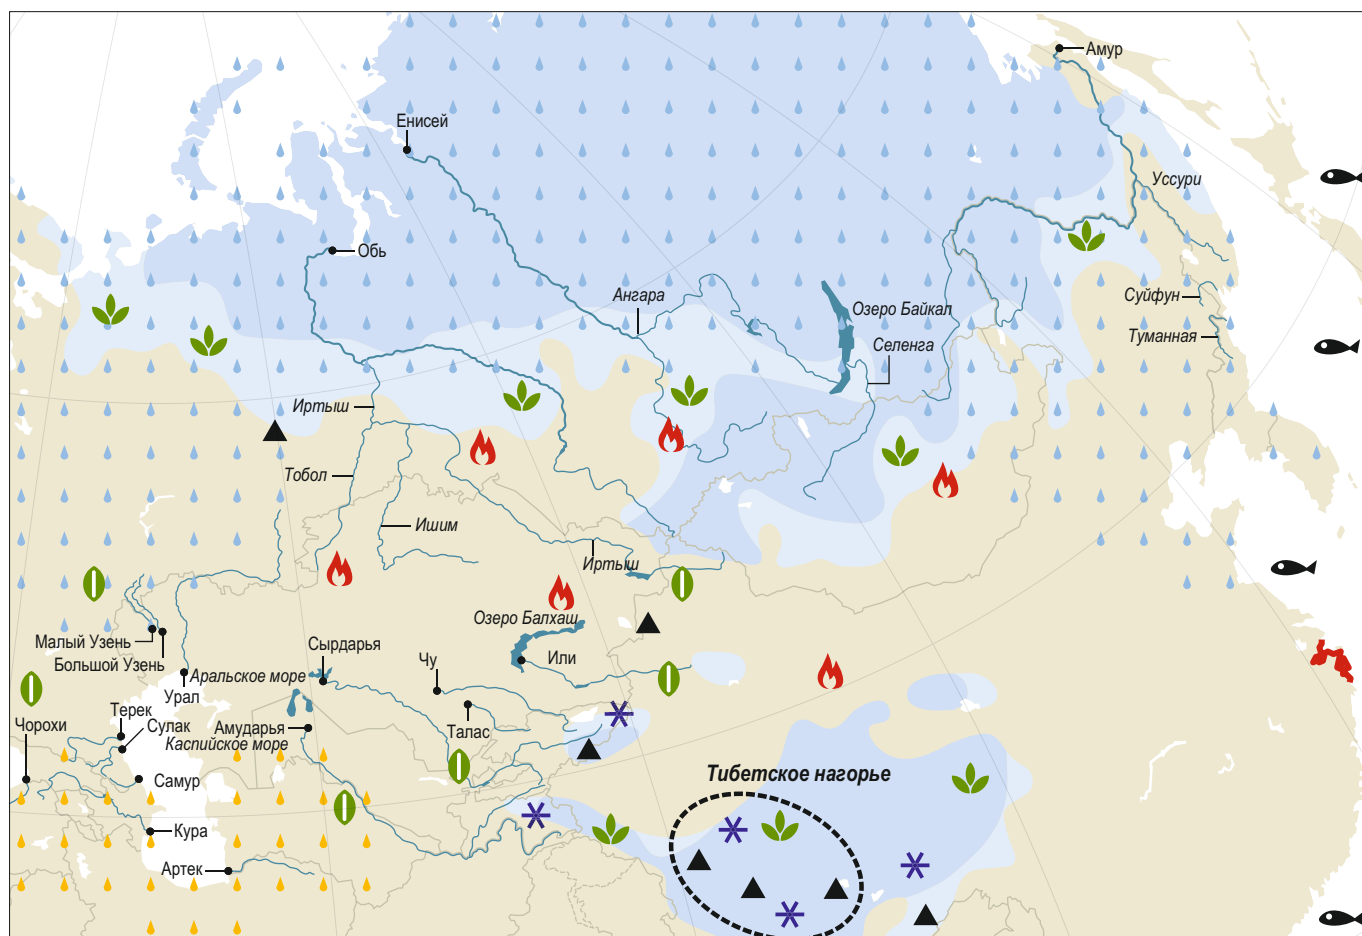 Амур
Енисей
Уссури
Обь
Ангара
Суйфун
Озеро Байкал
Туманная
Селенга
Иртыш
Тобол
Ишим
Иртыш
Озеро Балхаш
Малый Узень
Большой Узень
Сырдарья
Чу
Или
Аральское море
Урал
Терек
Чорохи
Сулак
Амударья
Талас
Каспийское море
Тибетское нагорье
Самур
Кура
Артек